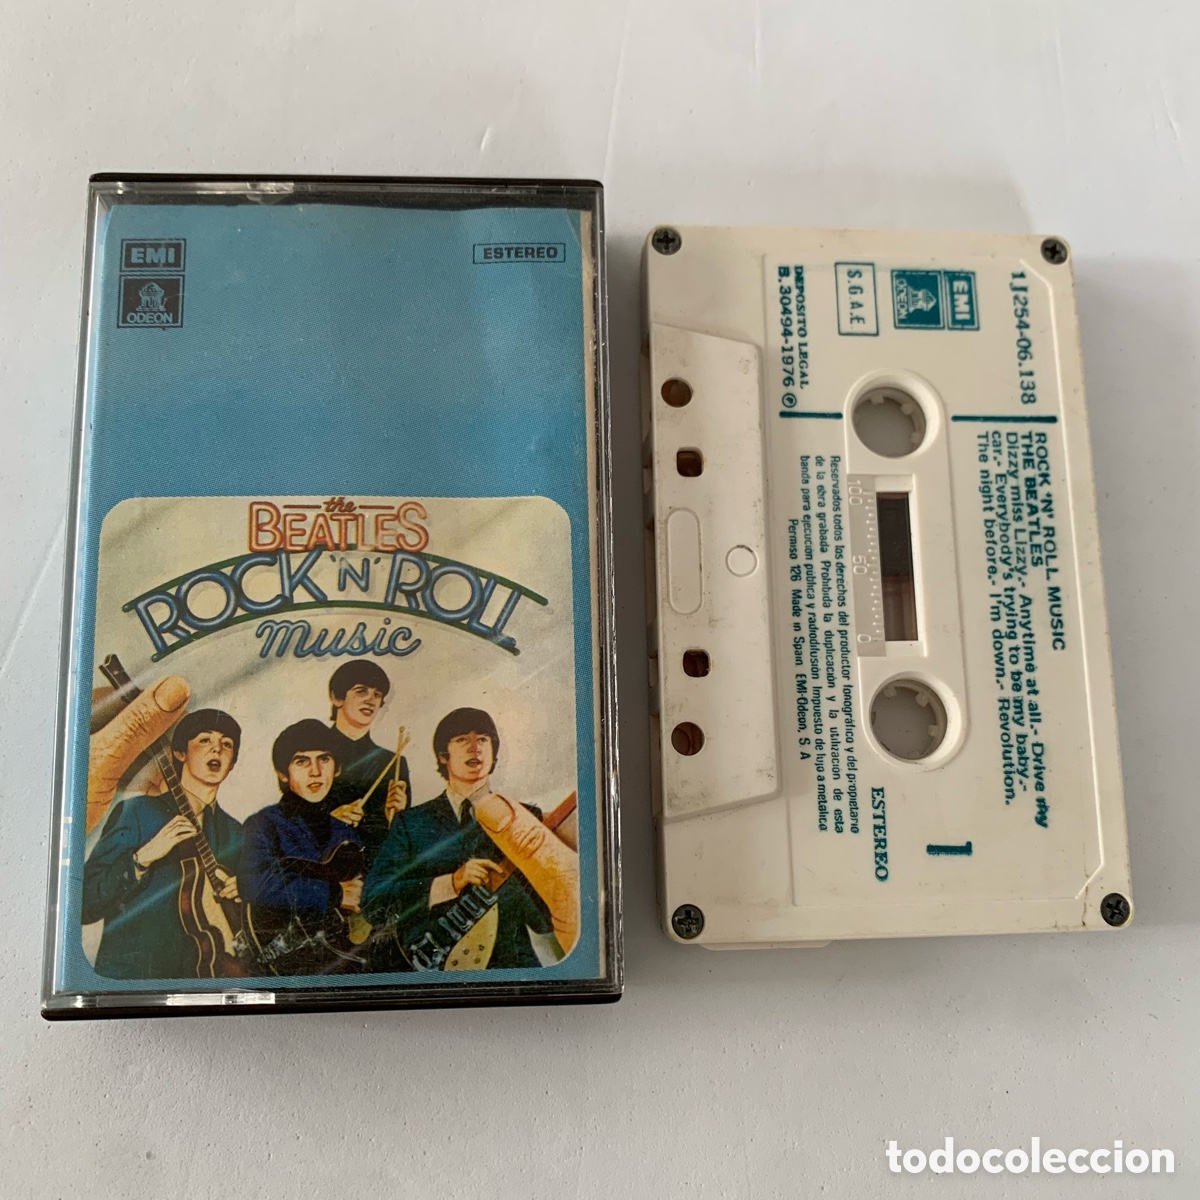 EMI
ODEON
ESTEREO
the
BEATLES
ROCK 'N' ROLL
music
1J254-06.138
EMI
ODEON
S.G.A.E.
DEPOSITO LEGAL
B. 30494-1976 Ⓟ
ROCK 'N' ROLL MUSIC
THE BEATLES
Dizzy miss Lizzy.- Anytime at all.- Drive my
car.- Everybody's trying to be my baby.-
The night before.- I'm down.- Revolution.
100 50 0
Reservados todos los derechos del productor fonográfico y del propietario
de la obra grabada. Prohibida la duplicación y la utilización de esta
banda para ejecución publica y radiodifusión Impuesto de lujo a metálico
Permiso 126 Made in Spain EMI-Odeon, S. A
ESTEREO
1
todocoleccion